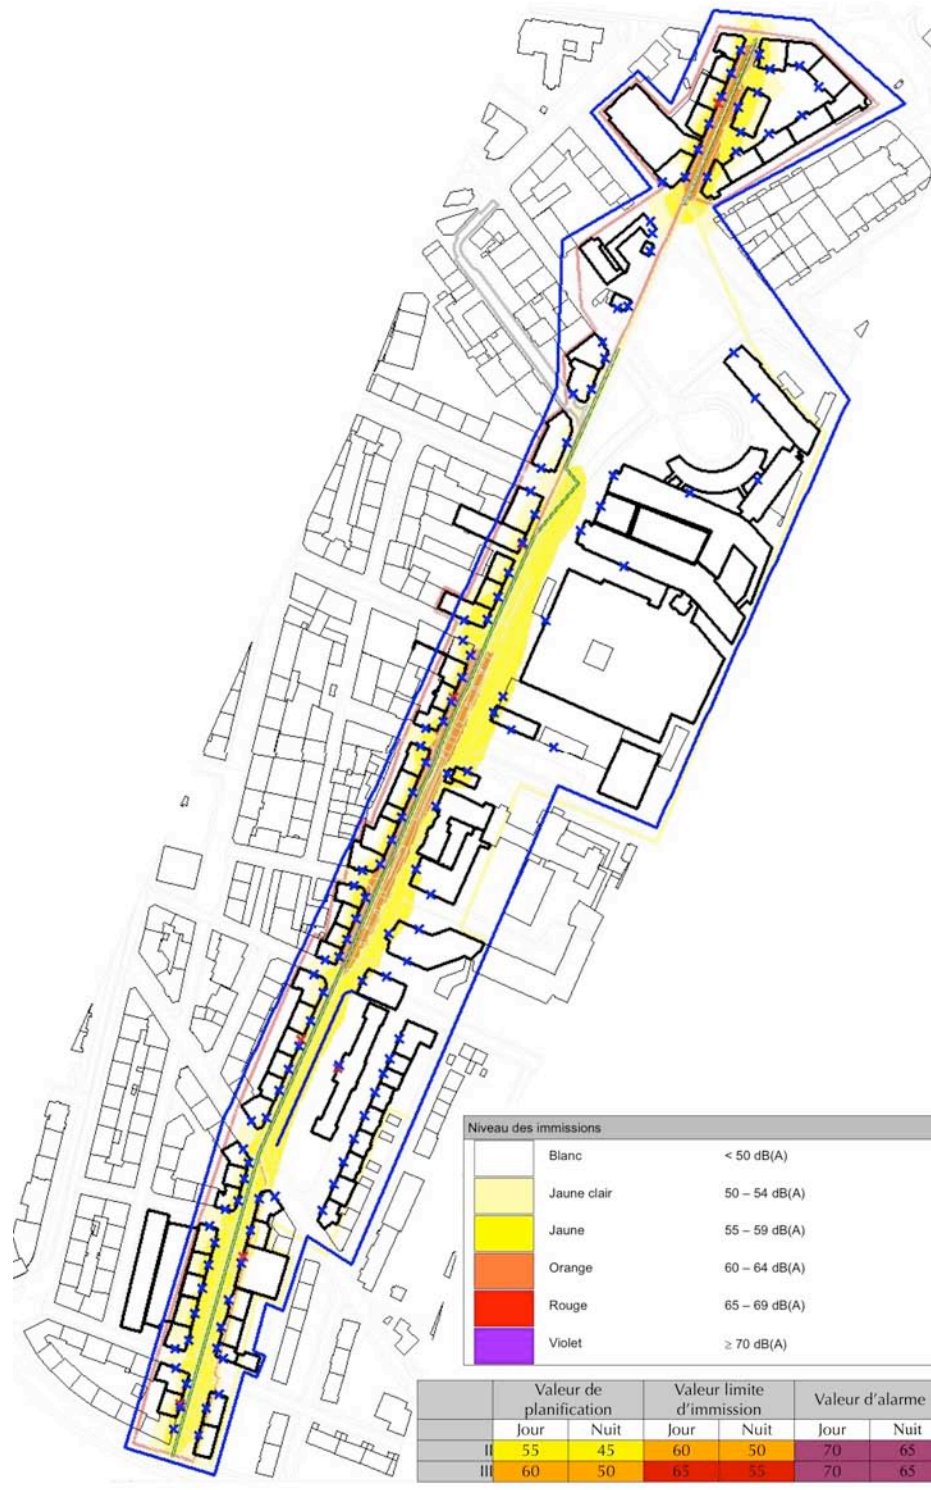 Niveau des immissions
Blanc < 50 dB(A)
Jaune clair 50 – 54 dB(A)
Jaune 55 – 59 dB(A)
Orange 60 – 64 dB(A)
Rouge 65 – 69 dB(A)
Violet ≥ 70 dB(A)
Valeur de planification Valeur limite d'immission Valeur d'alarme
Jour Nuit Jour Nuit Jour Nuit
II 55 45 60 50 70 65
III 60 50 65 55 70 65